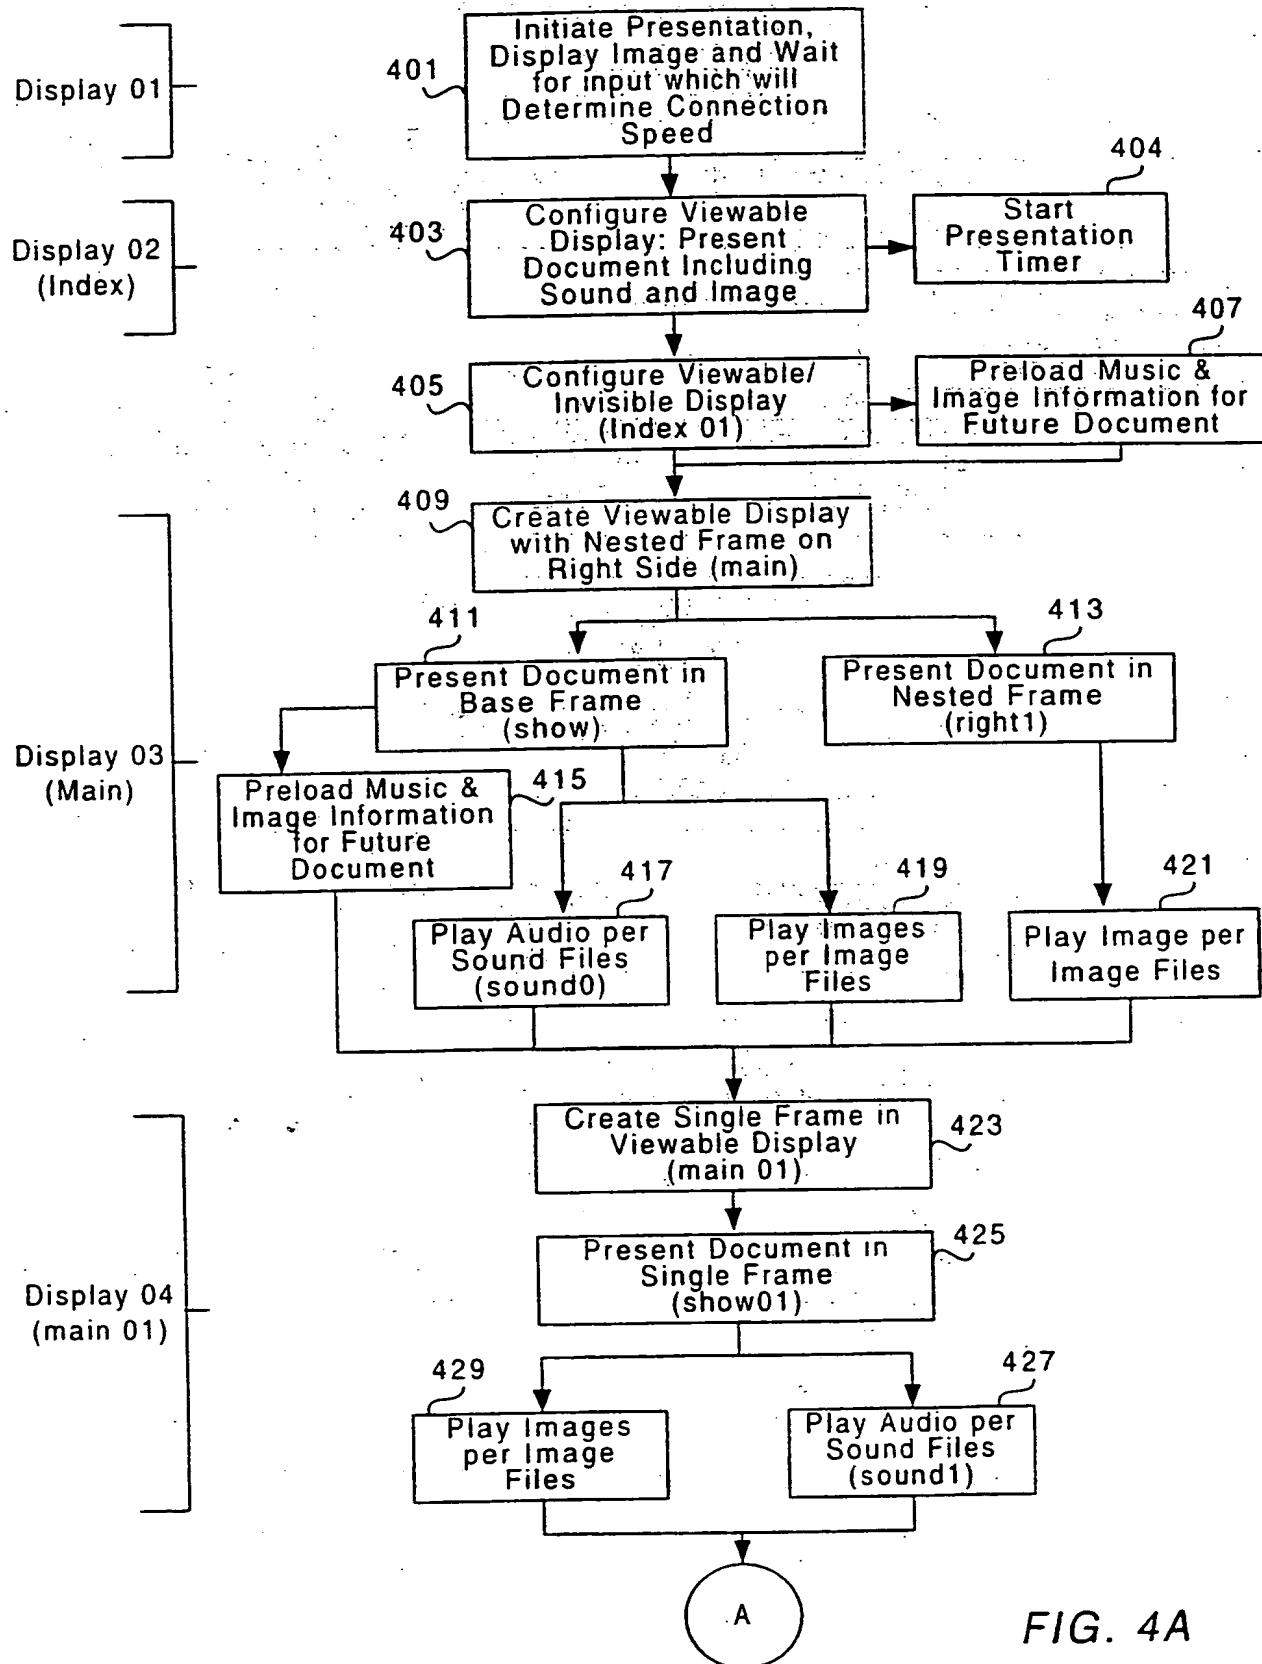 Initiate Presentation,
Display Image and Wait
for input which will
Determine Connection
Speed
401
Display 01
404
Start
Presentation
Timer
Configure Viewable
Display: Present
Document Including
Sound and Image
403
Display 02
(Index)
407
Preload Music &
Image Information for
Future Document
Configure Viewable/
Invisible Display
(Index 01)
405
409
Create Viewable Display
with Nested Frame on
Right Side (main)
411
Present Document in
Base Frame
(show)
413
Present Document in
Nested Frame
(right1)
Display 03
(Main)
Preload Music &
Image Information
for Future
Document
415
417
Play Audio per
Sound Files
(sound0)
419
Play Images
per Image
Files
421
Play Image per
Image Files
Create Single Frame in
Viewable Display
(main 01)
423
Present Document in
Single Frame
(show01)
425
Display 04
(main 01)
429
Play Images
per Image
Files
427
Play Audio per
Sound Files
(sound1)
A
FIG. 4A